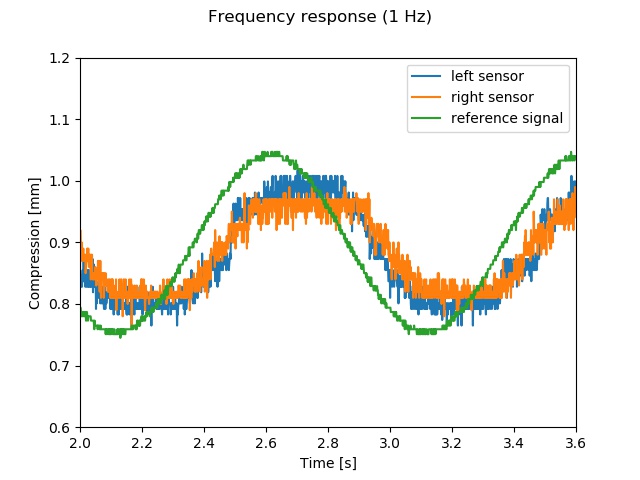 Frequency response (1 Hz)
left sensor
right sensor
reference signal
1.2
1.1
1.0
0.9
0.8
0.7
0.6
Compression [mm]
2.0 2.2 2.4 2.6 2.8 3.0 3.2 3.4 3.6
Time [s]